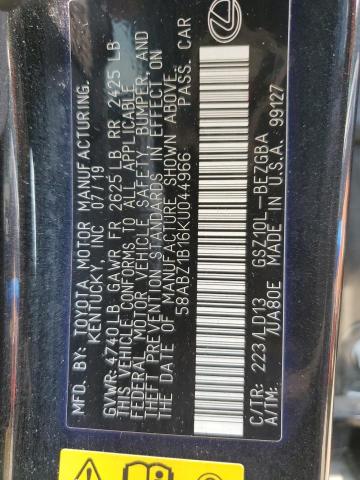 MFD. BY: TOYOTA MOTOR MANUFACTURING.
KENTUCKY, INC 07/19
GVWR: 4740 LB GAWR FR 2625 LB RR 2425 LB
THIS VEHICLE CONFORMS TO ALL APPLICABLE
FEDERAL MOTOR VEHICLE SAFETY, BUMPER, AND
THEFT PREVENTION STANDARDS IN EFFECT ON
THE DATE OF MANUFACTURE SHOWN ABOVE.
58ABZ1B16KU044966 PASS. CAR
C/TR: 223/LD13 GSZ10L-BEZGBA
A/TM: /UA80E MADE IN U.S.A. 99127